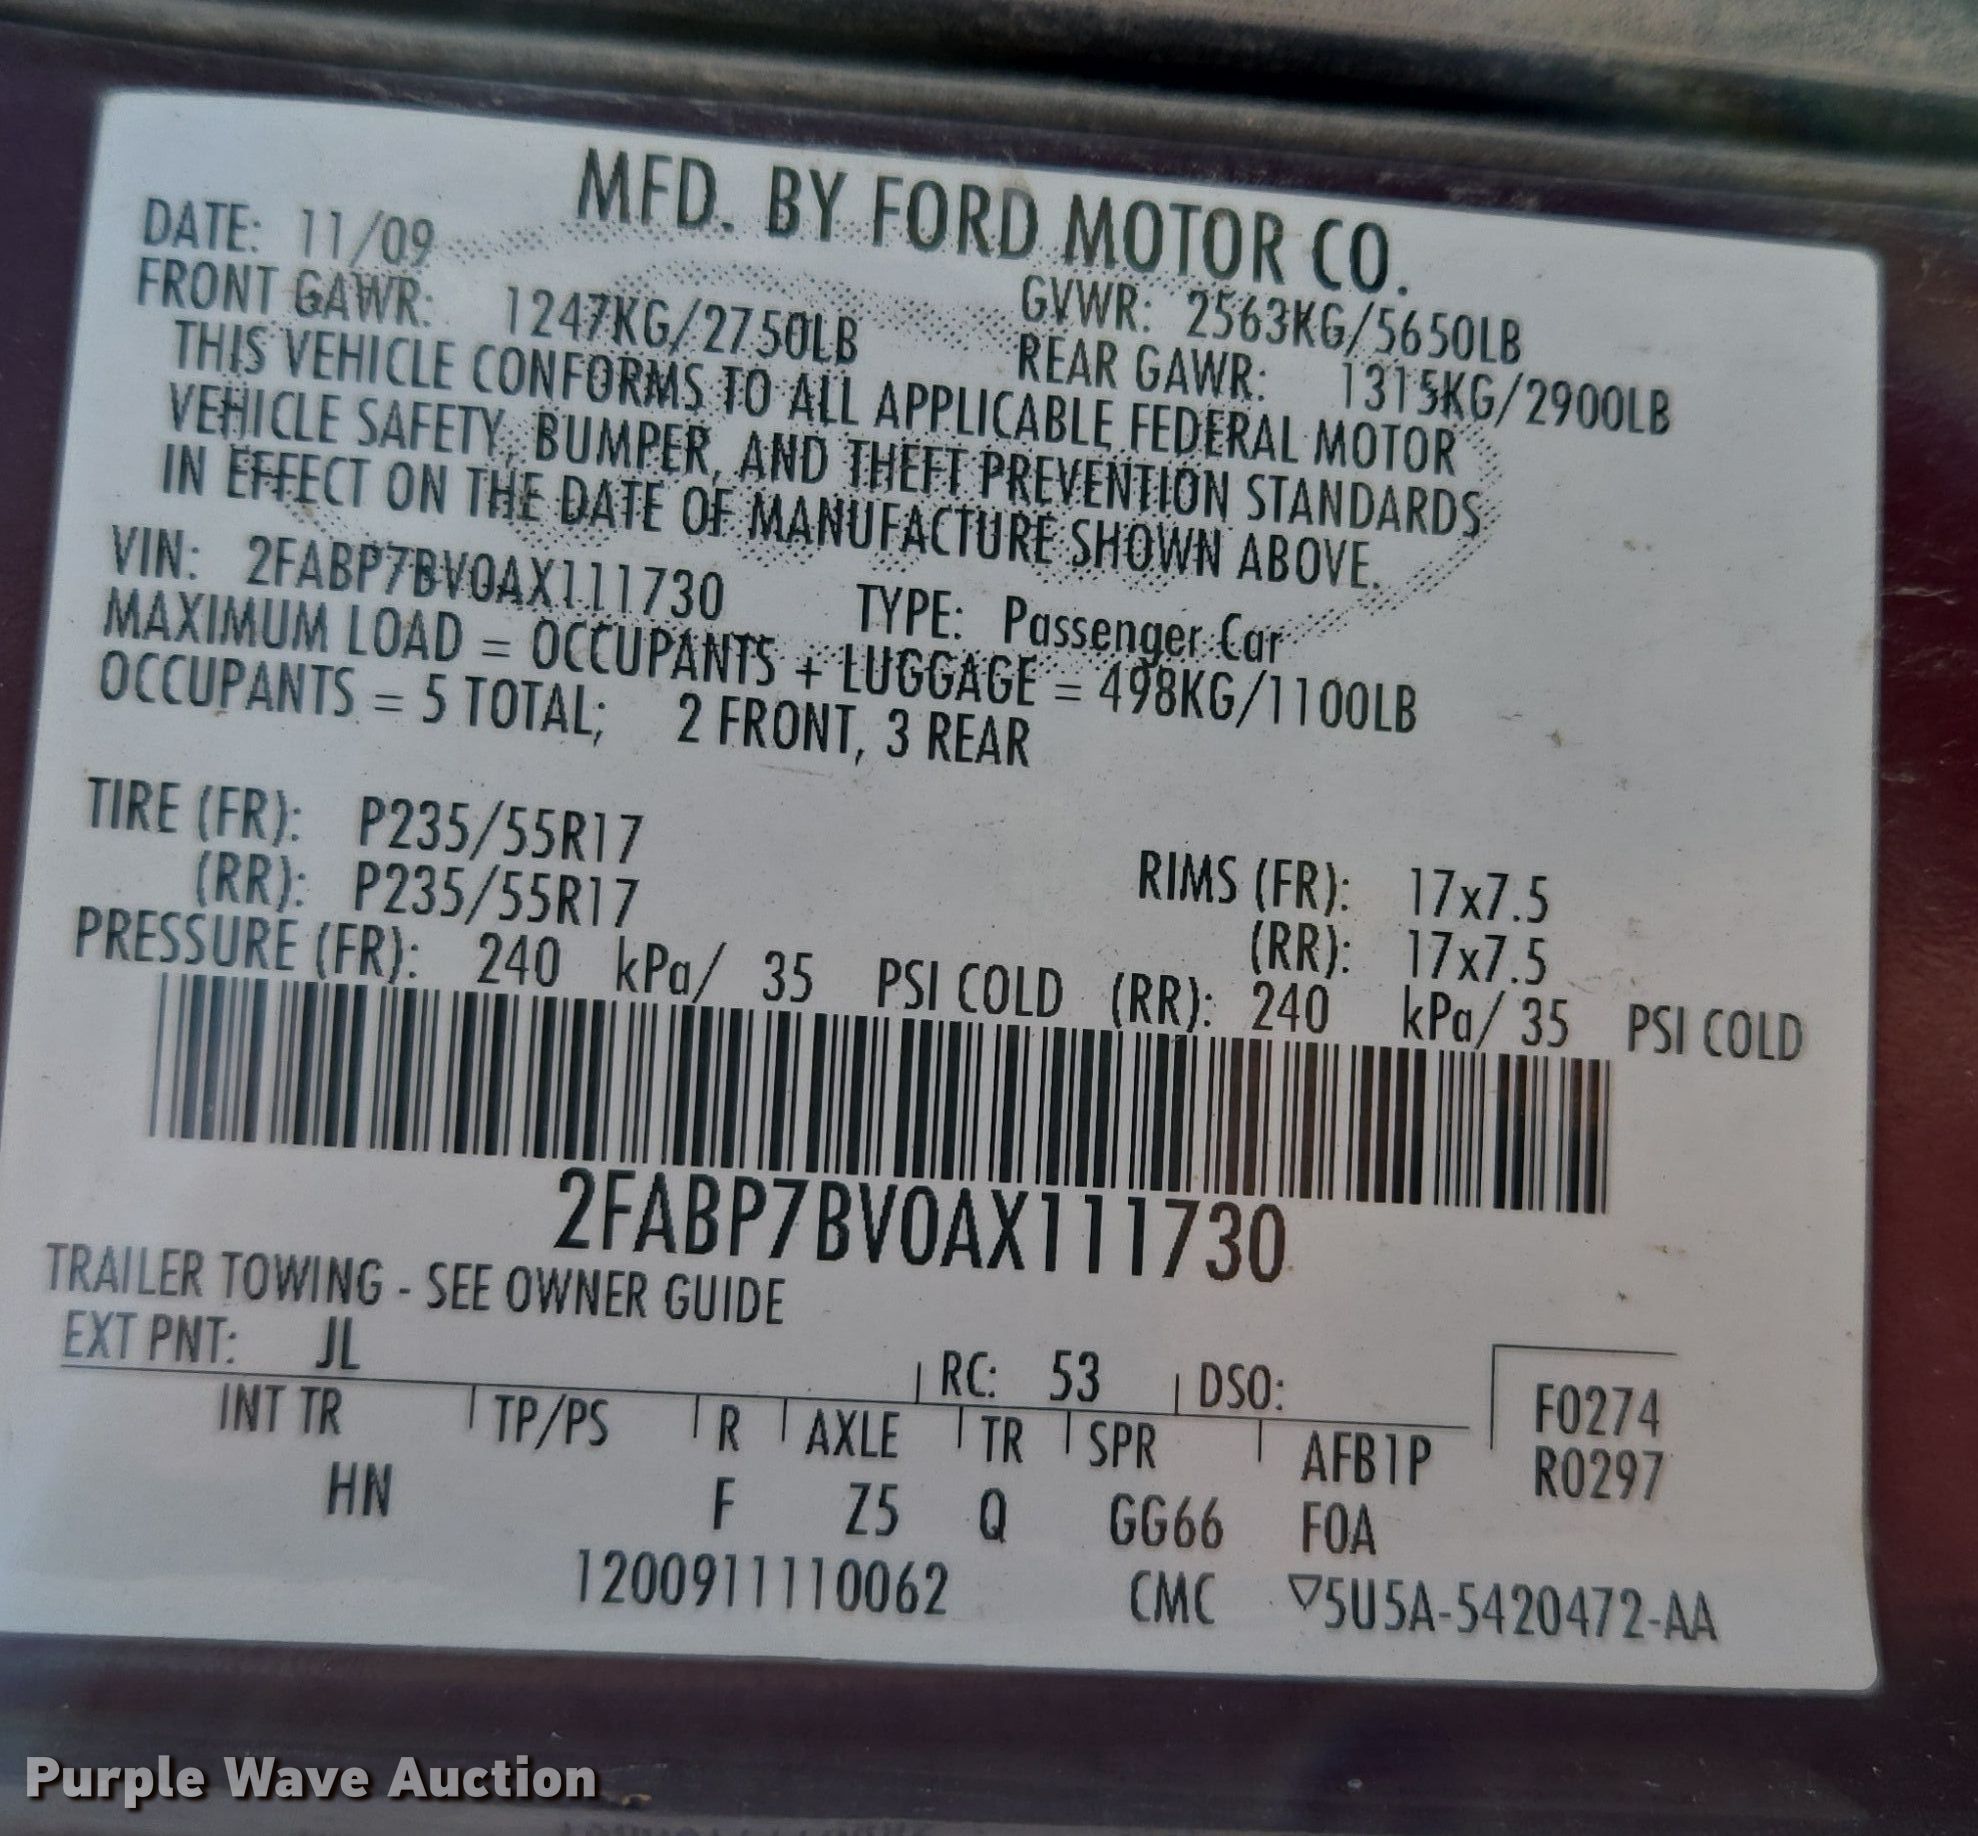 MFD. BY FORD MOTOR CO.
DATE: 11/09 GVWR: 2563KG/5650LB
FRONT GAWR: 1247KG/2750LB REAR GAWR: 1315KG/2900LB
THIS VEHICLE CONFORMS TO ALL APPLICABLE FEDERAL MOTOR
VEHICLE SAFETY, BUMPER, AND THEFT PREVENTION STANDARDS
IN EFFECT ON THE DATE OF MANUFACTURE SHOWN ABOVE.
VIN: 2FABP7BV0AX111730 TYPE: Passenger Car
MAXIMUM LOAD = OCCUPANTS + LUGGAGE = 498KG/1100LB
OCCUPANTS = 5 TOTAL; 2 FRONT, 3 REAR
TIRE (FR): P235/55R17 RIMS (FR): 17x7.5
(RR): P235/55R17 (RR): 17x7.5
PRESSURE (FR): 240 kPa/ 35 PSI COLD (RR): 240 kPa/ 35 PSI COLD
2FABP7BV0AX111730
TRAILER TOWING - SEE OWNER GUIDE
EXT PNT: JL RC: 53 DSO: F0274
INT TR TP/PS R AXLE TR SPR AFB1P R0297
HN F Z5 Q GG66 FOA
1200911110062 CMC ▽5U5A-5420472-AA
Purple Wave Auction